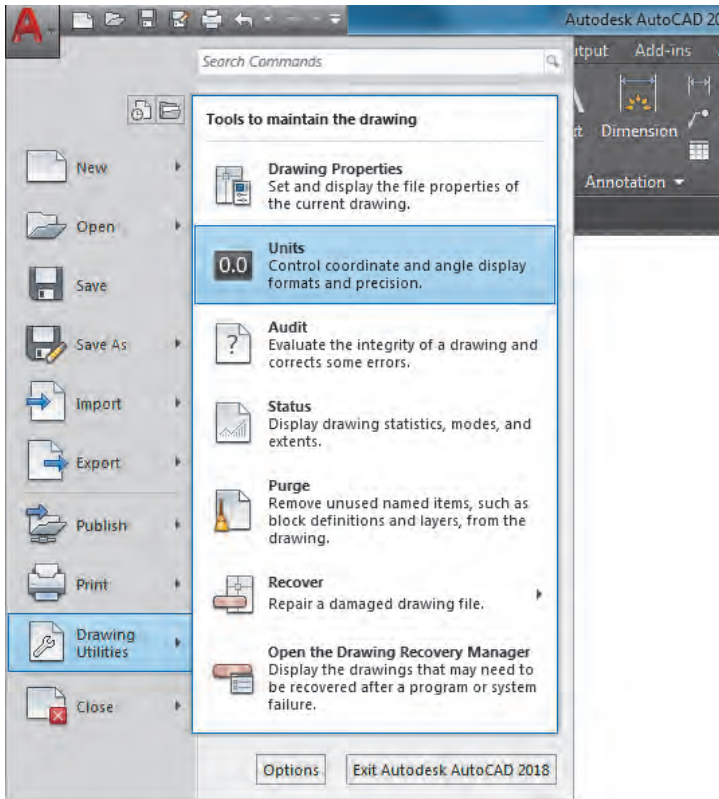 Autodesk AutoCAD 20
Search Commands
Add-ins
Dimension
Annotation
Tools to maintain the drawing
New
Open
Save
Save As
Import
Export
Publish
Print
Drawing
Utilities
Close
Drawing Properties
Set and display the file properties of
the current drawing.
0.0
Units
Control coordinate and angle display
formats and precision.
?
Audit
Evaluate the integrity of a drawing and
corrects some errors.
Status
Display drawing statistics, modes, and
extents.
Purge
Remove unused named items, such as
block definitions and layers, from the
drawing.
Recover
Repair a damaged drawing file.
Open the Drawing Recovery Manager
Display the drawings that may need to
be recovered after a program or system
failure.
Options
Exit Autodesk AutoCAD 2018